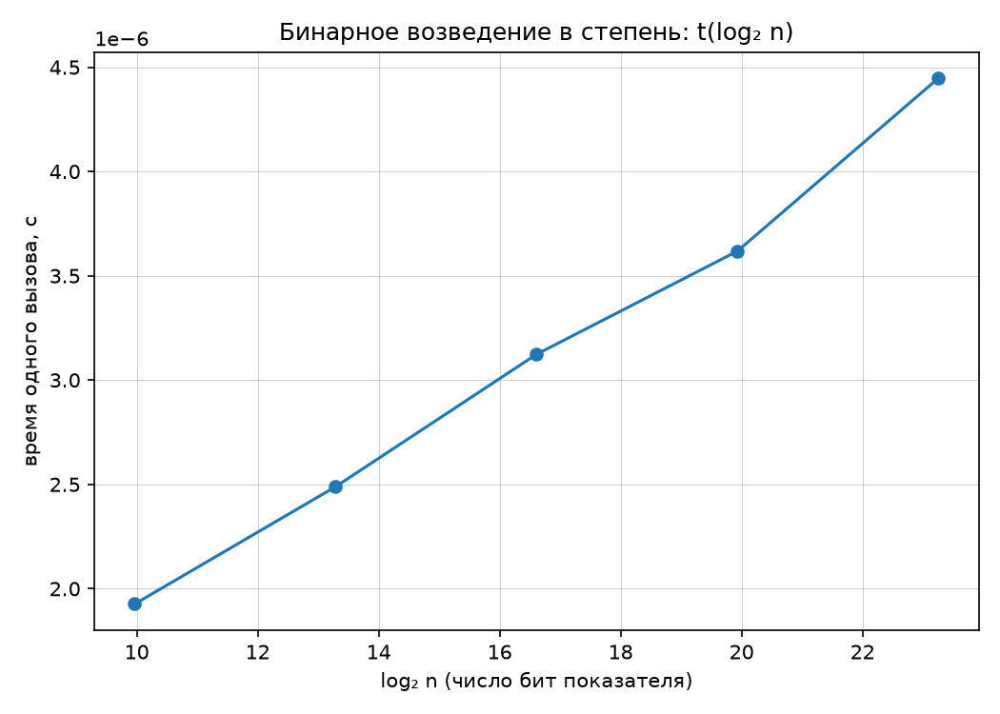 Бинарное возведение в степень: t(log₂ n)
1e−6
4.5
4.0
3.5
3.0
2.5
2.0
время одного вызова, с
10 12 14 16 18 20 22
log₂ n (число бит показателя)